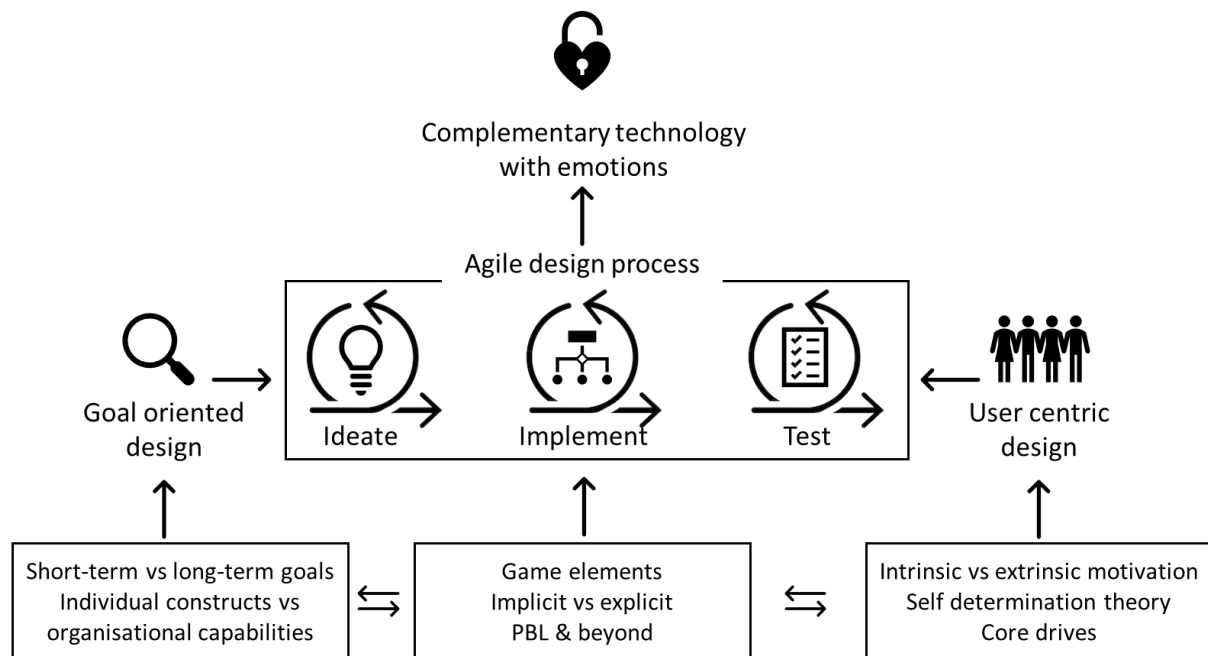 Complementary technology
with emotions
Agile design process
Goal oriented
design
Ideate
Implement
Test
User centric
design
Short-term vs long-term goals
Individual constructs vs
organisational capabilities
Game elements
Implicit vs explicit
PBL & beyond
Intrinsic vs extrinsic motivation
Self determination theory
Core drives